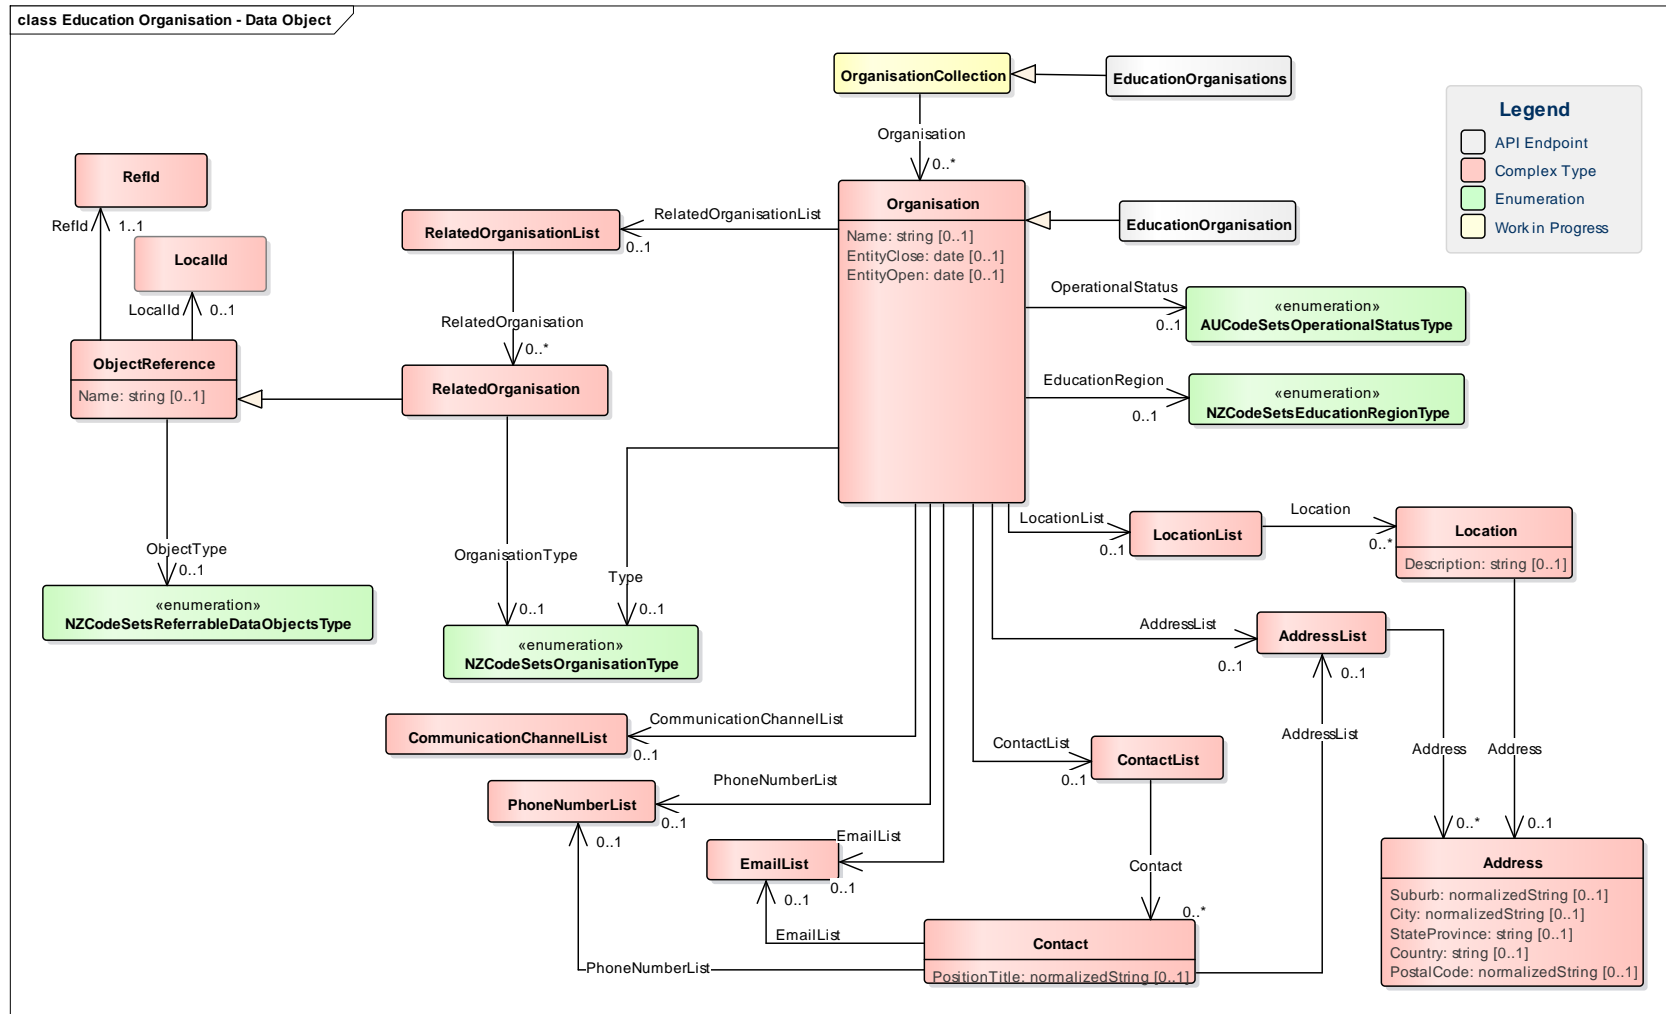 class Education Organisation - Data Object
OrganisationCollection
EducationOrganisations
Legend
API Endpoint
Complex Type
Enumeration
Work in Progress
Organisation
0..*
RefId
RefId
1..1
LocalId
LocalId
0..1
ObjectReference
Name: string [0..1]
RelatedOrganisationList
RelatedOrganisationList
0..1
Organisation
Name: string [0..1]
EntityClose: date [0..1]
EntityOpen: date [0..1]
EducationOrganisation
OperationalStatus
0..1
«enumeration»
AUCodeSetsOperationalStatusType
RelatedOrganisation
0..*
RelatedOrganisation
EducationRegion
0..1
«enumeration»
NZCodeSetsEducationRegionType
ObjectType
0..1
«enumeration»
NZCodeSetsReferrableDataObjectsType
OrganisationType
0..1
Type
0..1
«enumeration»
NZCodeSetsOrganisationType
LocationList
0..1
LocationList
Location
0..*
Location
Description: string [0..1]
AddressList
0..1
AddressList
0..1
AddressList
CommunicationChannelList
CommunicationChannelList
0..1
ContactList
0..1
ContactList
Address
0..*
Address
0..1
PhoneNumberList
PhoneNumberList
0..1
0..1
EmailList
EmailList
0..1
0..1
Contact
0..*
EmailList
PhoneNumberList
Contact
PositionTitle: normalizedString [0..1]
Address
Suburb: normalizedString [0..1]
City: normalizedString [0..1]
StateProvince: string [0..1]
Country: string [0..1]
PostalCode: normalizedString [0..1]